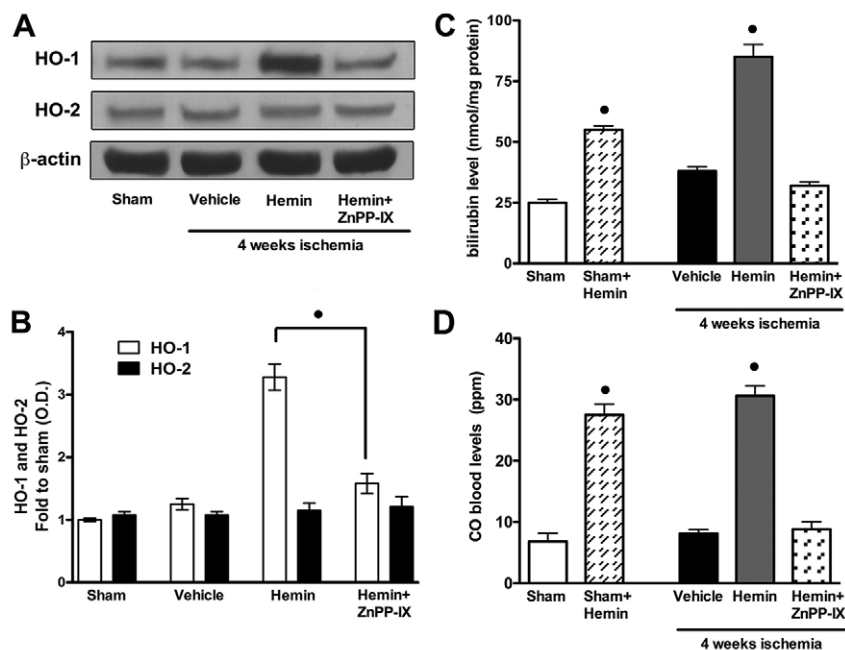 A
HO-1
HO-2
β-actin
Sham Vehicle Hemin Hemin+
ZnPP-IX
4 weeks ischemia
B
HO-1 and HO-2
Fold to sham (O.D.)
4
3
2
1
0
HO-1
HO-2
Sham Vehicle Hemin Hemin+
ZnPP-IX
C
bilirubin level (nmol/mg protein)
100
75
50
25
0
Sham Sham+ Vehicle Hemin Hemin+
Hemin ZnPP-IX
4 weeks ischemia
D
CO blood levels (ppm)
40
30
20
10
0
Sham Sham+ Vehicle Hemin Hemin+
Hemin ZnPP-IX
4 weeks ischemia